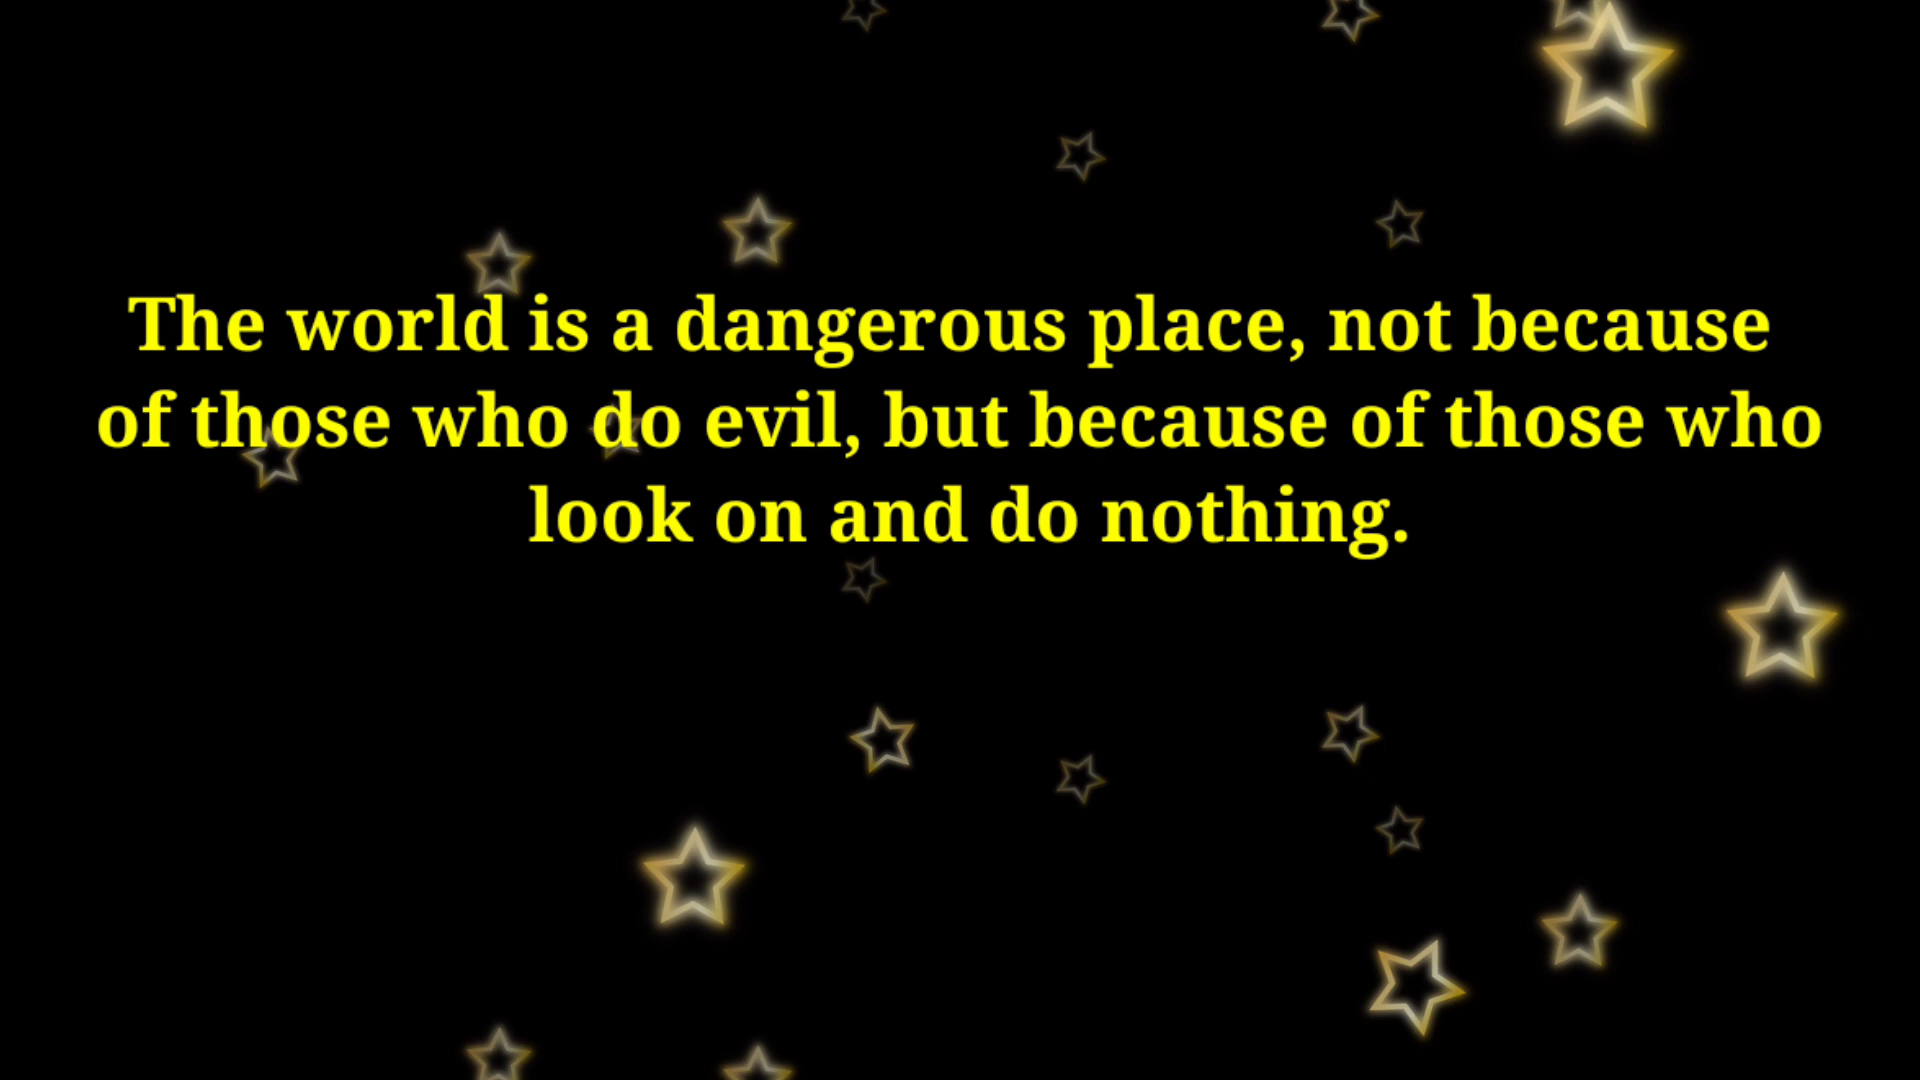 The world is a dangerous place, not because
of those who do evil, but because of those who
look on and do nothing.